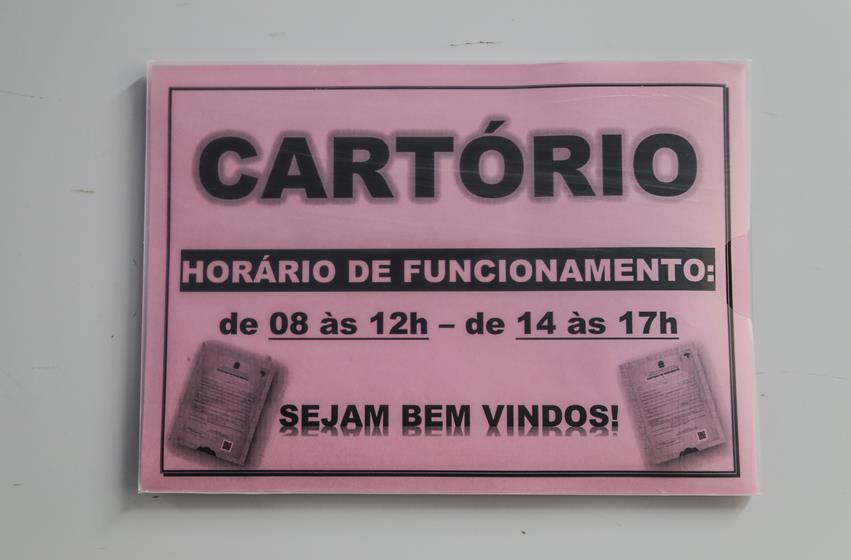 CARTÓRIO
HORÁRIO DE FUNCIONAMENTO:
de 08 às 12h – de 14 às 17h
SEJAM BEM VINDOS!